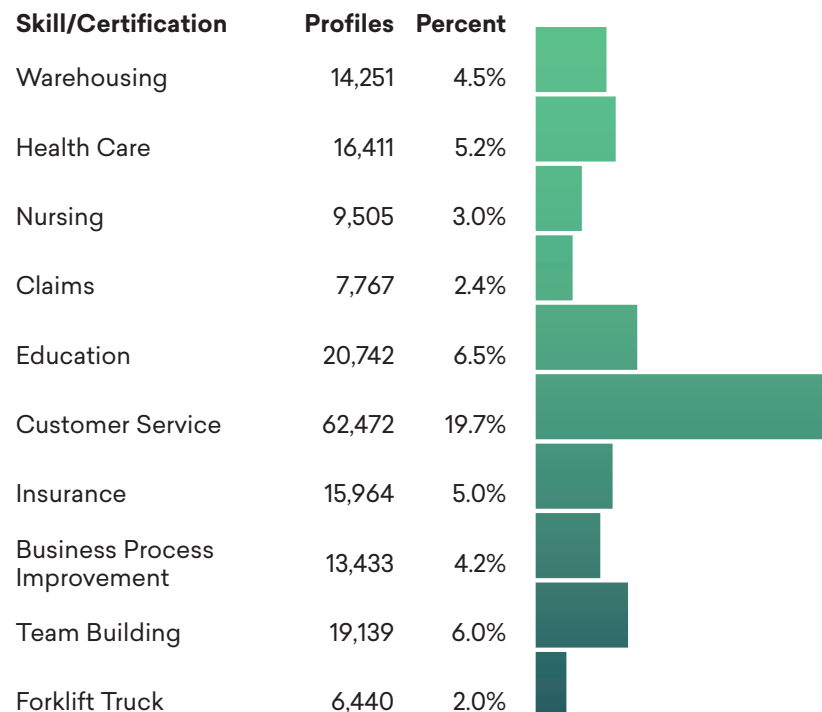 Skill/Certification Profiles Percent
Warehousing 14,251 4.5%
Health Care 16,411 5.2%
Nursing 9,505 3.0%
Claims 7,767 2.4%
Education 20,742 6.5%
Customer Service 62,472 19.7%
Insurance 15,964 5.0%
Business Process
Improvement 13,433 4.2%
Team Building 19,139 6.0%
Forklift Truck 6,440 2.0%